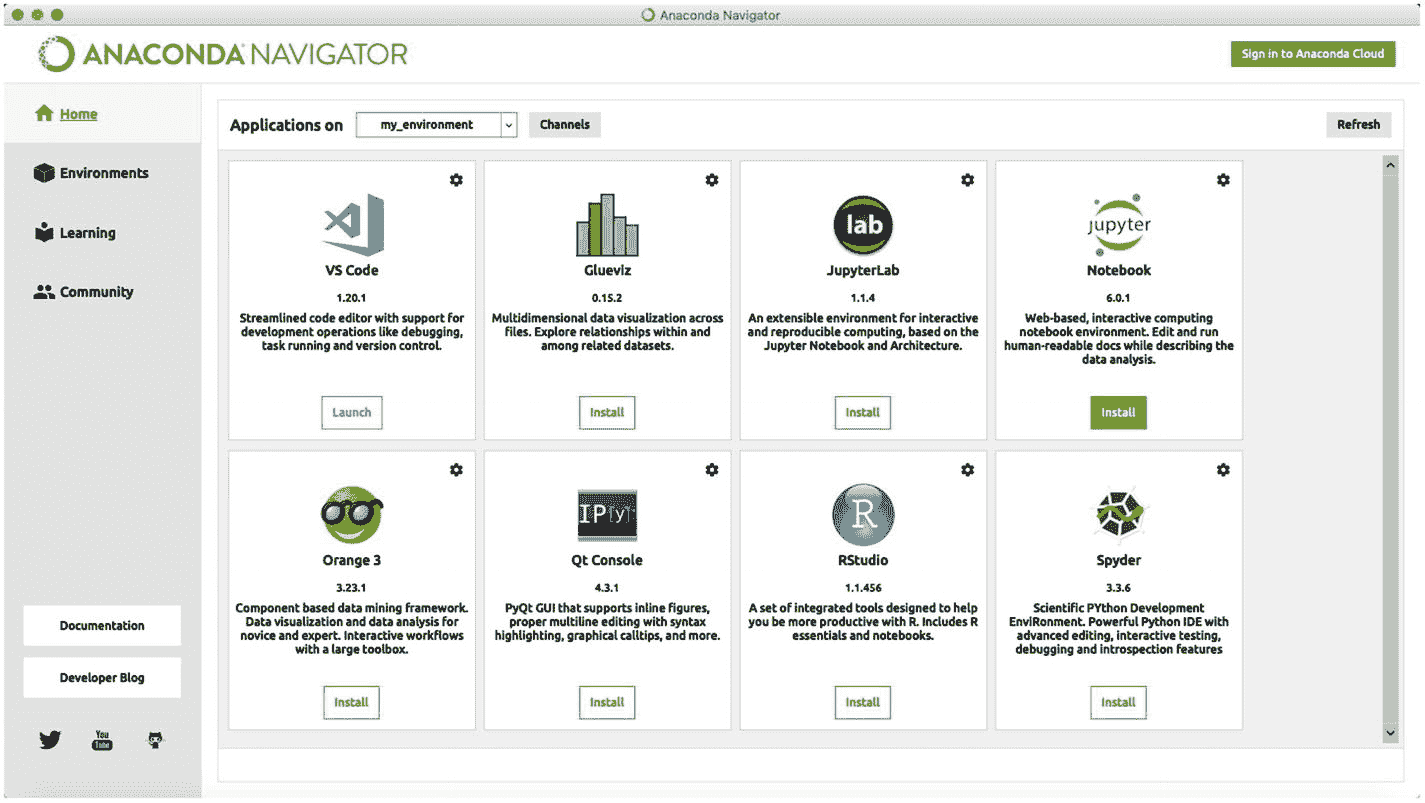 Anaconda Navigator
ANACONDA NAVIGATOR
Sign in to Anaconda Cloud
Home
Environments
Learning
Community
Documentation
Developer Blog
You
Tube
Applications on
my_environment
Channels
Refresh
VS Code
1.20.1
Streamlined code editor with support for
development operations like debugging,
task running and version control.
Launch
Glueviz
0.15.2
Multidimensional data visualization across
files. Explore relationships within and
among related datasets.
Install
lab
JupyterLab
1.1.4
An extensible environment for interactive
and reproducible computing, based on the
Jupyter Notebook and Architecture.
Install
jupyter
Notebook
6.0.1
Web-based, interactive computing
notebook environment. Edit and run
human-readable docs while describing the
data analysis.
Install
Orange 3
3.23.1
Component based data mining framework.
Data visualization and data analysis for
novice and expert. Interactive workflows
with a large toolbox.
Install
IP[y]:
Qt Console
4.3.1
PyQt GUI that supports inline figures,
proper multiline editing with syntax
highlighting, graphical calltips, and more.
Install
R
RStudio
1.1.456
A set of integrated tools designed to help
you be more productive with R. Includes R
essentials and notebooks.
Install
Spyder
3.3.6
Scientific PYthon Development
EnviRonment. Powerful Python IDE with
advanced editing, interactive testing,
debugging and introspection features
Install